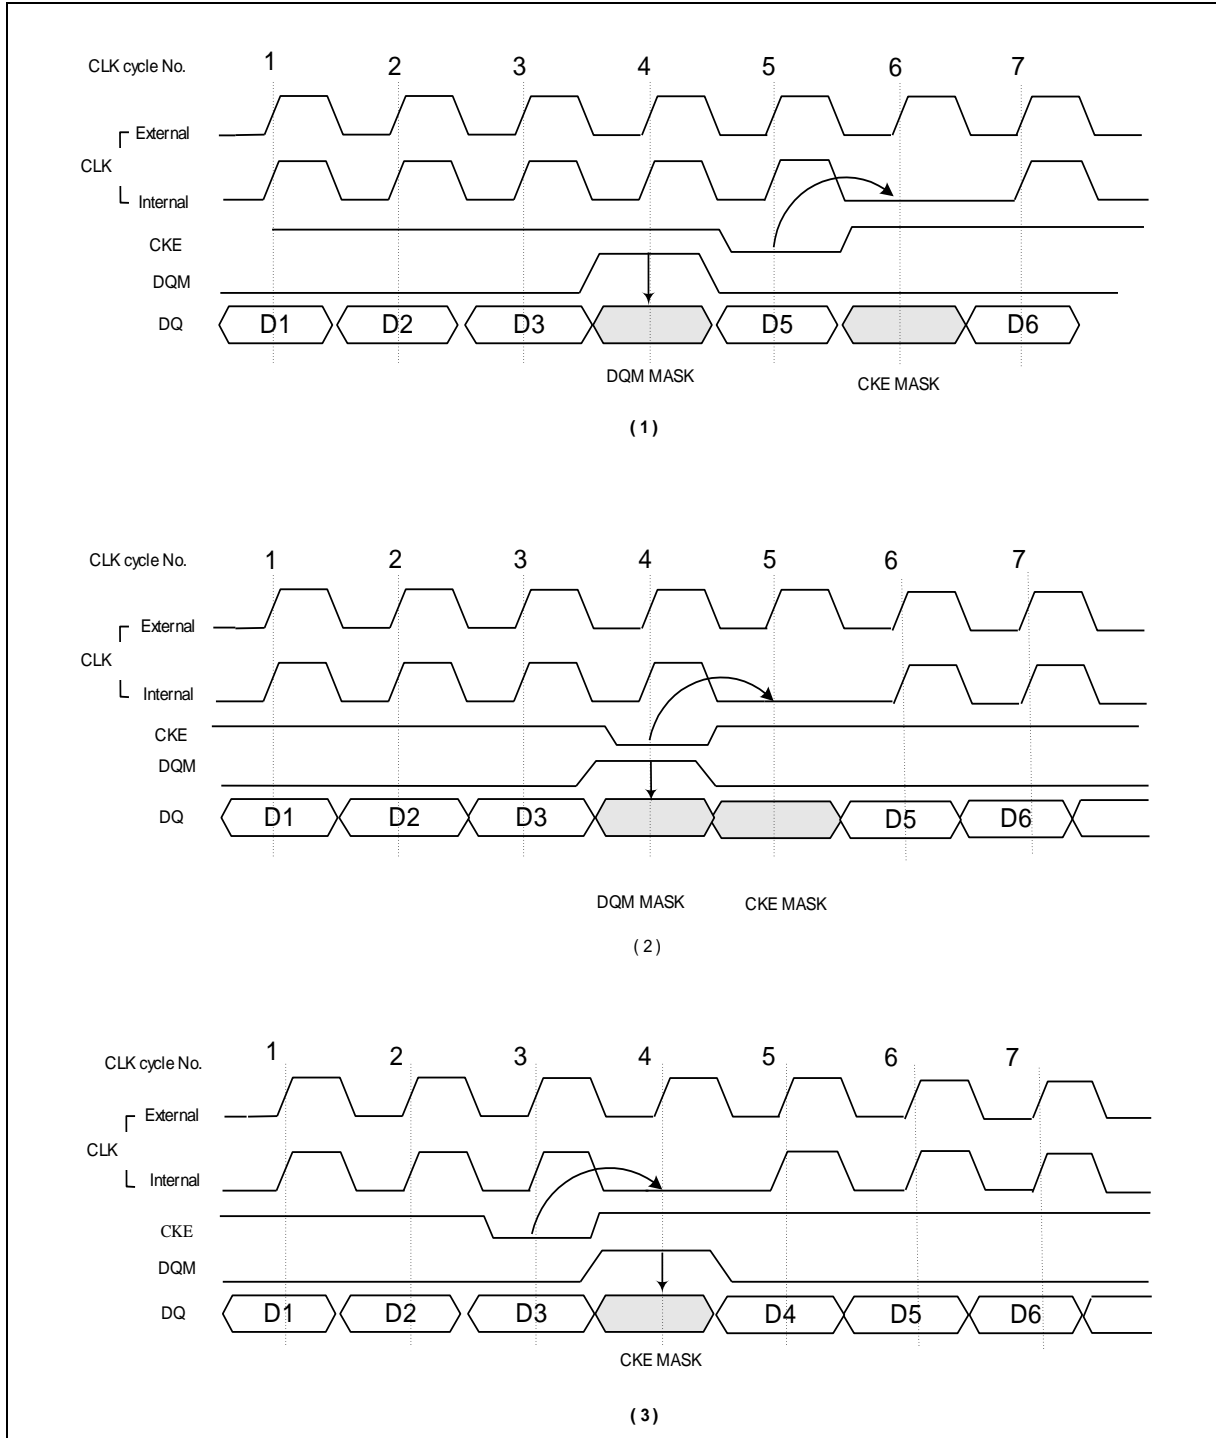 CLK cycle No. 1 2 3 4 5 6 7
External
CLK
Internal
CKE
DQM
DQ D1 D2 D3 D5 D6
DQM MASK CKE MASK
( 1 )
CLK cycle No. 1 2 3 4 5 6 7
External
CLK
Internal
CKE
DQM
DQ D1 D2 D3 D5 D6
DQM MASK CKE MASK
( 2 )
CLK cycle No. 1 2 3 4 5 6 7
External
CLK
Internal
CKE
DQM
DQ D1 D2 D3 D4 D5 D6
CKE MASK
( 3 )